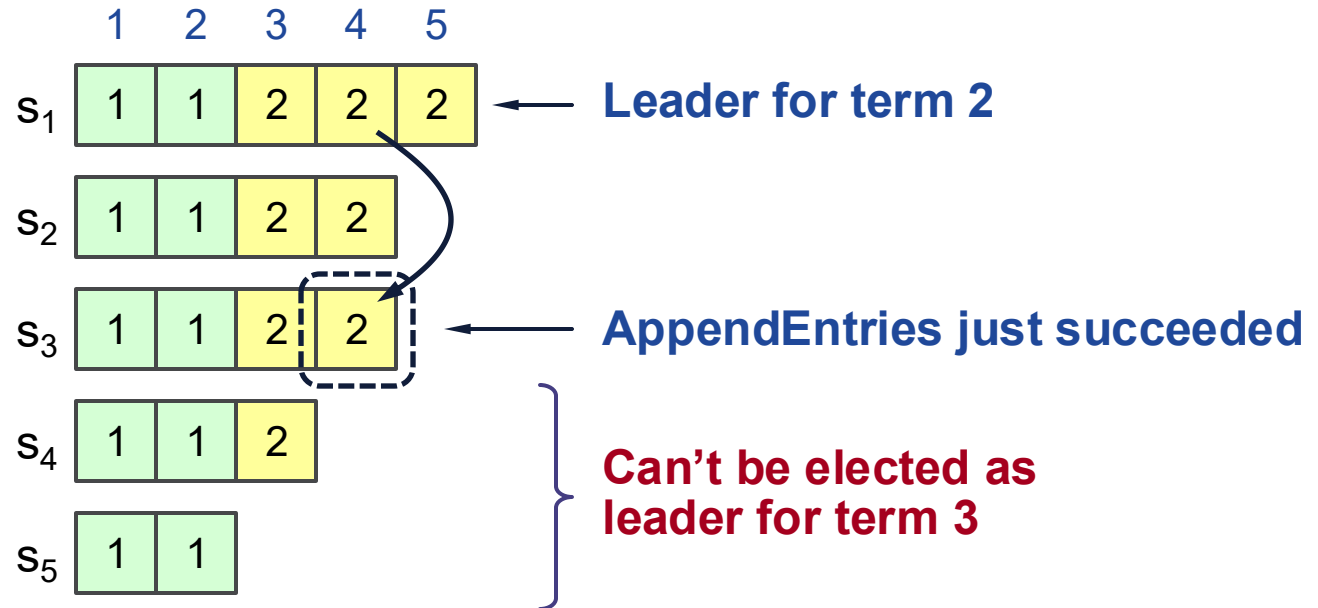 1 2 3 4 5
s1 1 1 2 2 2 Leader for term 2
s2 1 1 2 2
s3 1 1 2 2 AppendEntries just succeeded
s4 1 1 2
Can’t be elected as
leader for term 3
s5 1 1